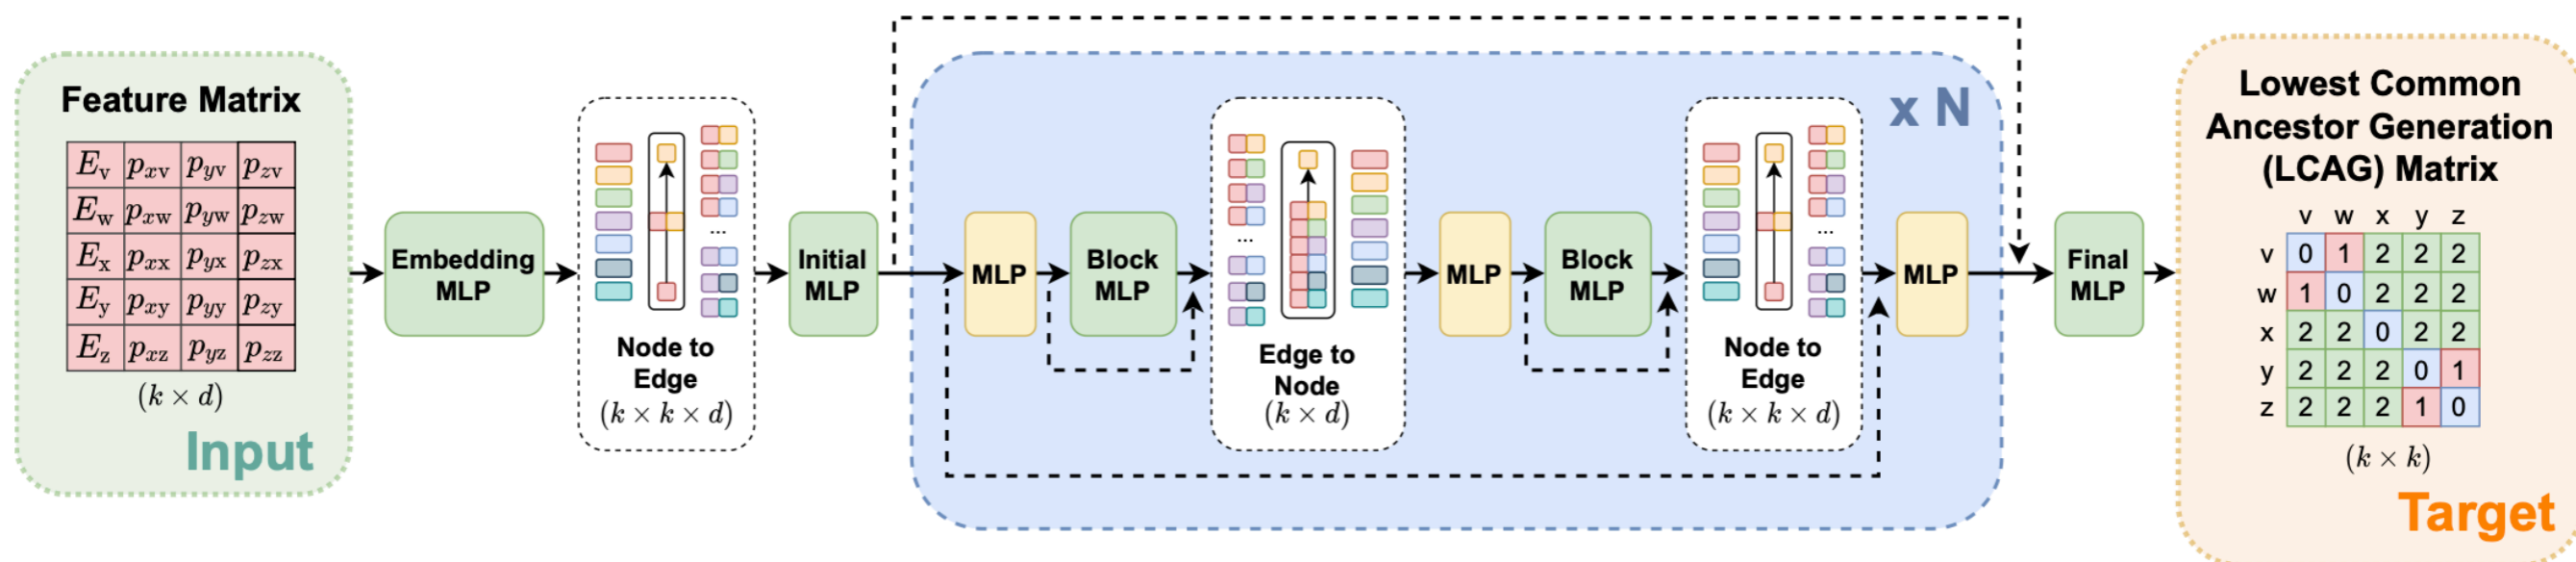 Feature Matrix
E_v p_xv p_yv p_zv
E_w p_xw p_yw p_zw
E_x p_xx p_yx p_zx
E_y p_xy p_yy p_zy
E_z p_xz p_yz p_zz
(k × d)
Input
Embedding
MLP
...
Node to
Edge
(k × k × d)
Initial
MLP
x N
MLP
Block
MLP
...
Edge to
Node
(k × d)
MLP
Block
MLP
...
Node to
Edge
(k × k × d)
MLP
Final
MLP
Lowest Common
Ancestor Generation
(LCAG) Matrix
v w x y z
v 0 1 2 2 2
w 1 0 2 2 2
x 2 2 0 2 2
y 2 2 2 0 1
z 2 2 2 1 0
(k × k)
Target